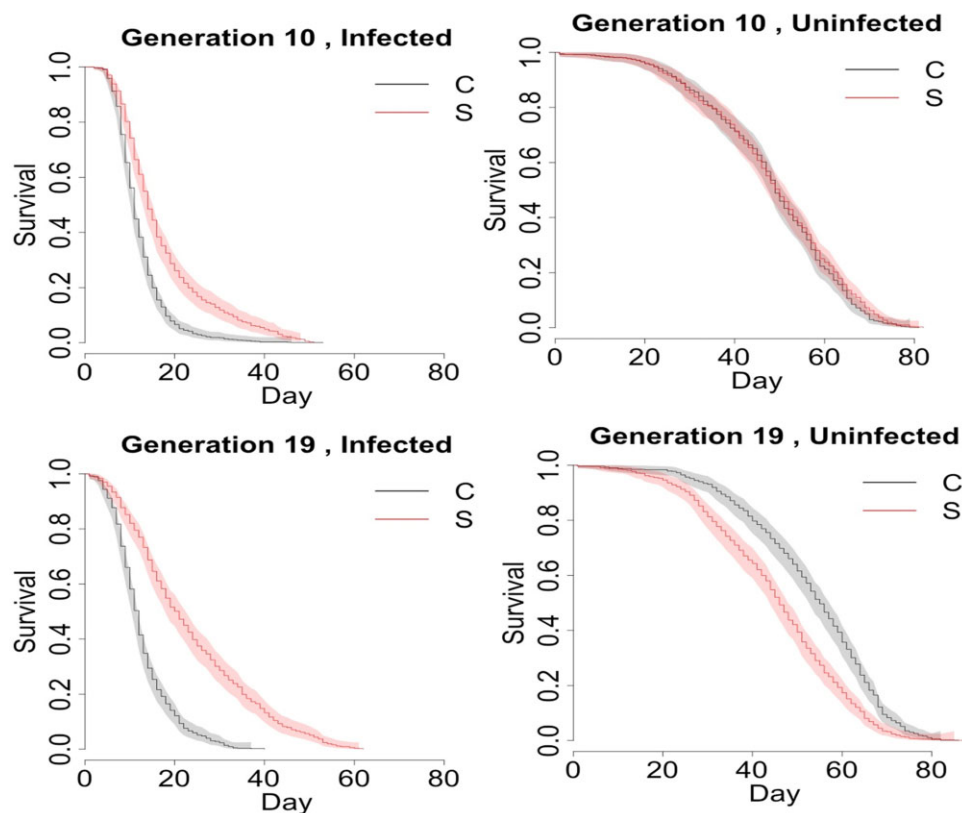 Generation 10 , Infected
C
S
Survival
0.0 0.2 0.4 0.6 0.8 1.0
0 20 40 60 80
Day
Generation 10 , Uninfected
C
S
Survival
0.0 0.2 0.4 0.6 0.8 1.0
0 20 40 60 80
Day
Generation 19 , Infected
C
S
Survival
0.0 0.2 0.4 0.6 0.8 1.0
0 20 40 60 80
Day
Generation 19 , Uninfected
C
S
Survival
0.0 0.2 0.4 0.6 0.8 1.0
0 20 40 60 80
Day